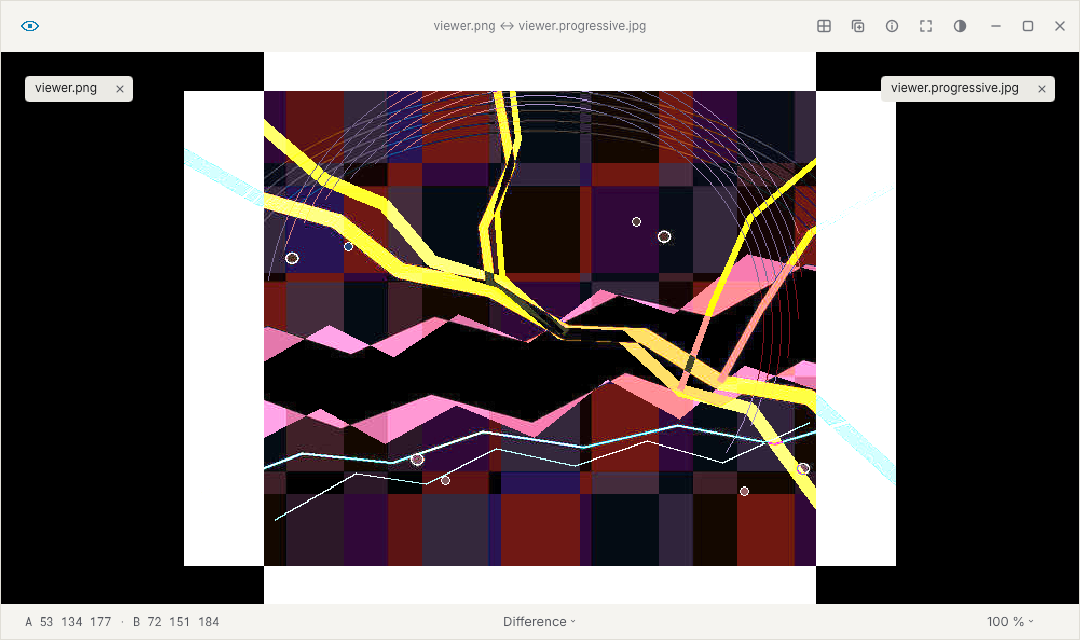 viewer.png ↔ viewer.progressive.jpg
viewer.png ×
viewer.progressive.jpg ×
A 53 134 177 · B 72 151 184
Difference
100 %